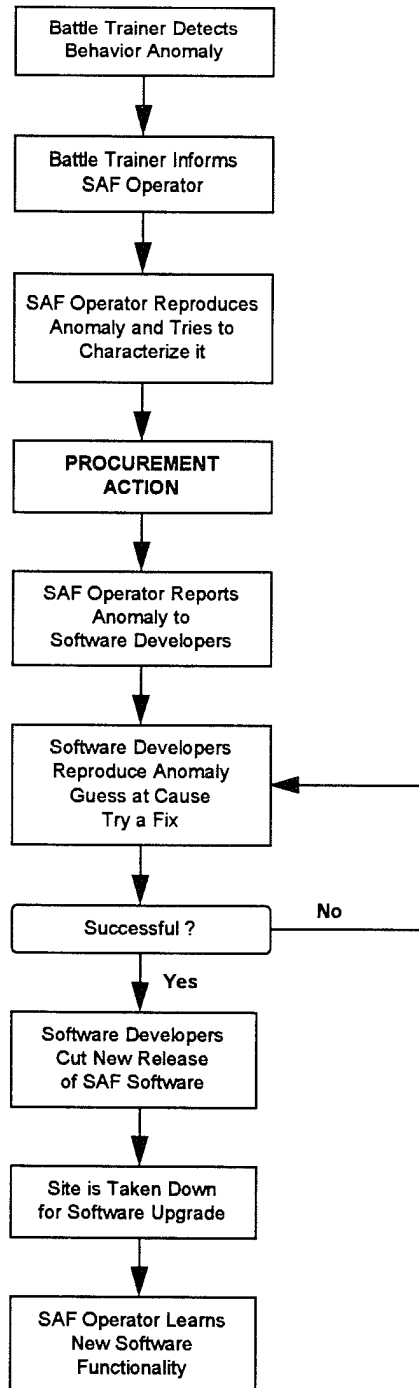 Battle Trainer Detects
Behavior Anomaly
Battle Trainer Informs
SAF Operator
SAF Operator Reproduces
Anomaly and Tries to
Characterize it
PROCUREMENT
ACTION
SAF Operator Reports
Anomaly to
Software Developers
Software Developers
Reproduce Anomaly
Guess at Cause
Try a Fix
Successful ?
No
Yes
Software Developers
Cut New Release
of SAF Software
Site is Taken Down
for Software Upgrade
SAF Operator Learns
New Software
Functionality